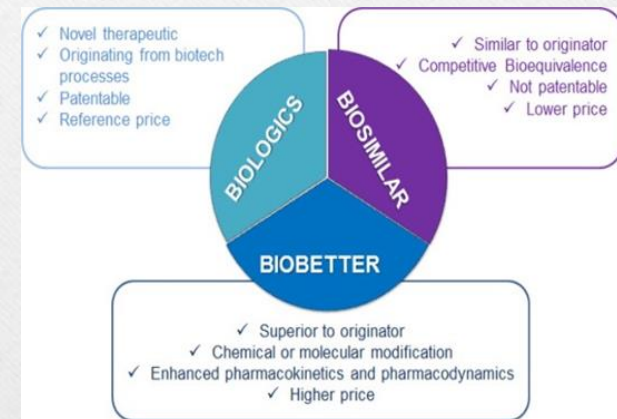 ✓ Novel therapeutic
✓ Originating from biotech
processes
✓ Patentable
✓ Reference price
✓ Similar to originator
✓ Competitive Bioequivalence
✓ Not patentable
✓ Lower price
BIOLOGICS
BIOSIMILAR
BIOBETTER
✓ Superior to originator
✓ Chemical or molecular modification
✓ Enhanced pharmacokinetics and pharmacodynamics
✓ Higher price